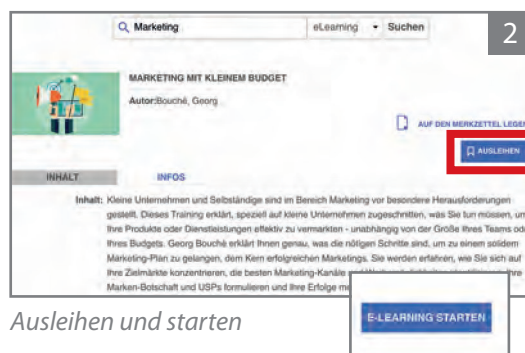 Marketing eLearning Suchen
2
MARKETING MIT KLEINEM BUDGET
Autor:Bouché, Georg
AUF DEN MERKZETTEL LEGEN
AUSLEIHEN
INHALT INFOS
Inhalt: Kleine Unternehmen und Selbständige sind im Bereich Marketing vor besondere Herausforderungen
gestellt. Dieses Training erklärt, speziell auf kleine Unternehmen zugeschnitten, was Sie tun müssen, um
Ihre Produkte oder Dienstleistungen effektiv zu vermarkten - unabhängig von der Größe Ihres Teams ode
Ihres Budgets. Georg Bouché erklärt Ihnen genau, was die nötigen Schritte sind, um zu einem solidem
Marketing-Plan zu gelangen, dem Kern erfolgreichen Marketings. Sie werden erfahren, wie Sie sich auf
Ihre Zielmärkte konzentrieren, die besten Marketing-Kanäle
Marken-Botschaft und USPs formulieren und Ihre Erfolge
E-LEARNING STARTEN
Ausleihen und starten